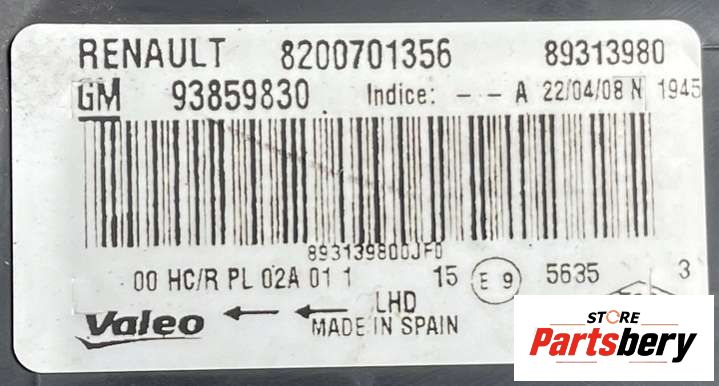 RENAULT 8200701356 89313980
GM 93859830 Indice: - - A 22/04/08 N 1945
893139800JF0
00 HC/R PL 02A 01 1 15 E 9 5635 3
Valeo LHD
MADE IN SPAIN
STORE
Partsbery